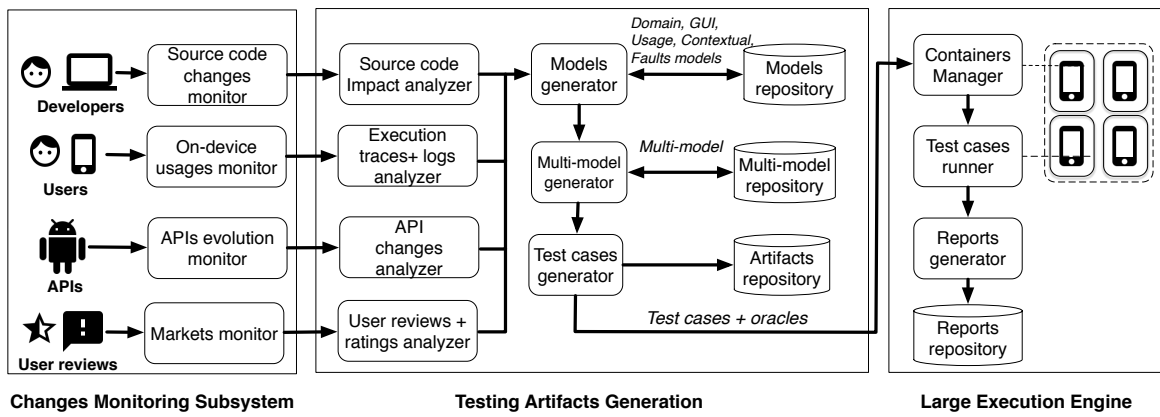 Developers
Source code
changes
monitor
Users
On-device
usages monitor
APIs
APIs evolution
monitor
User reviews
Markets monitor
Changes Monitoring Subsystem
Source code
Impact analyzer
Execution
traces+ logs
analyzer
API
changes
analyzer
User reviews +
ratings analyzer
Models
generator
Domain, GUI,
Usage, Contextual,
Faults models
Models
repository
Multi-model
generator
Multi-model
Multi-model
repository
Test cases
generator
Artifacts
repository
Test cases + oracles
Testing Artifacts Generation
Containers
Manager
Test cases
runner
Reports
generator
Reports
repository
Large Execution Engine